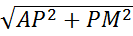 √(AP² + PM²)